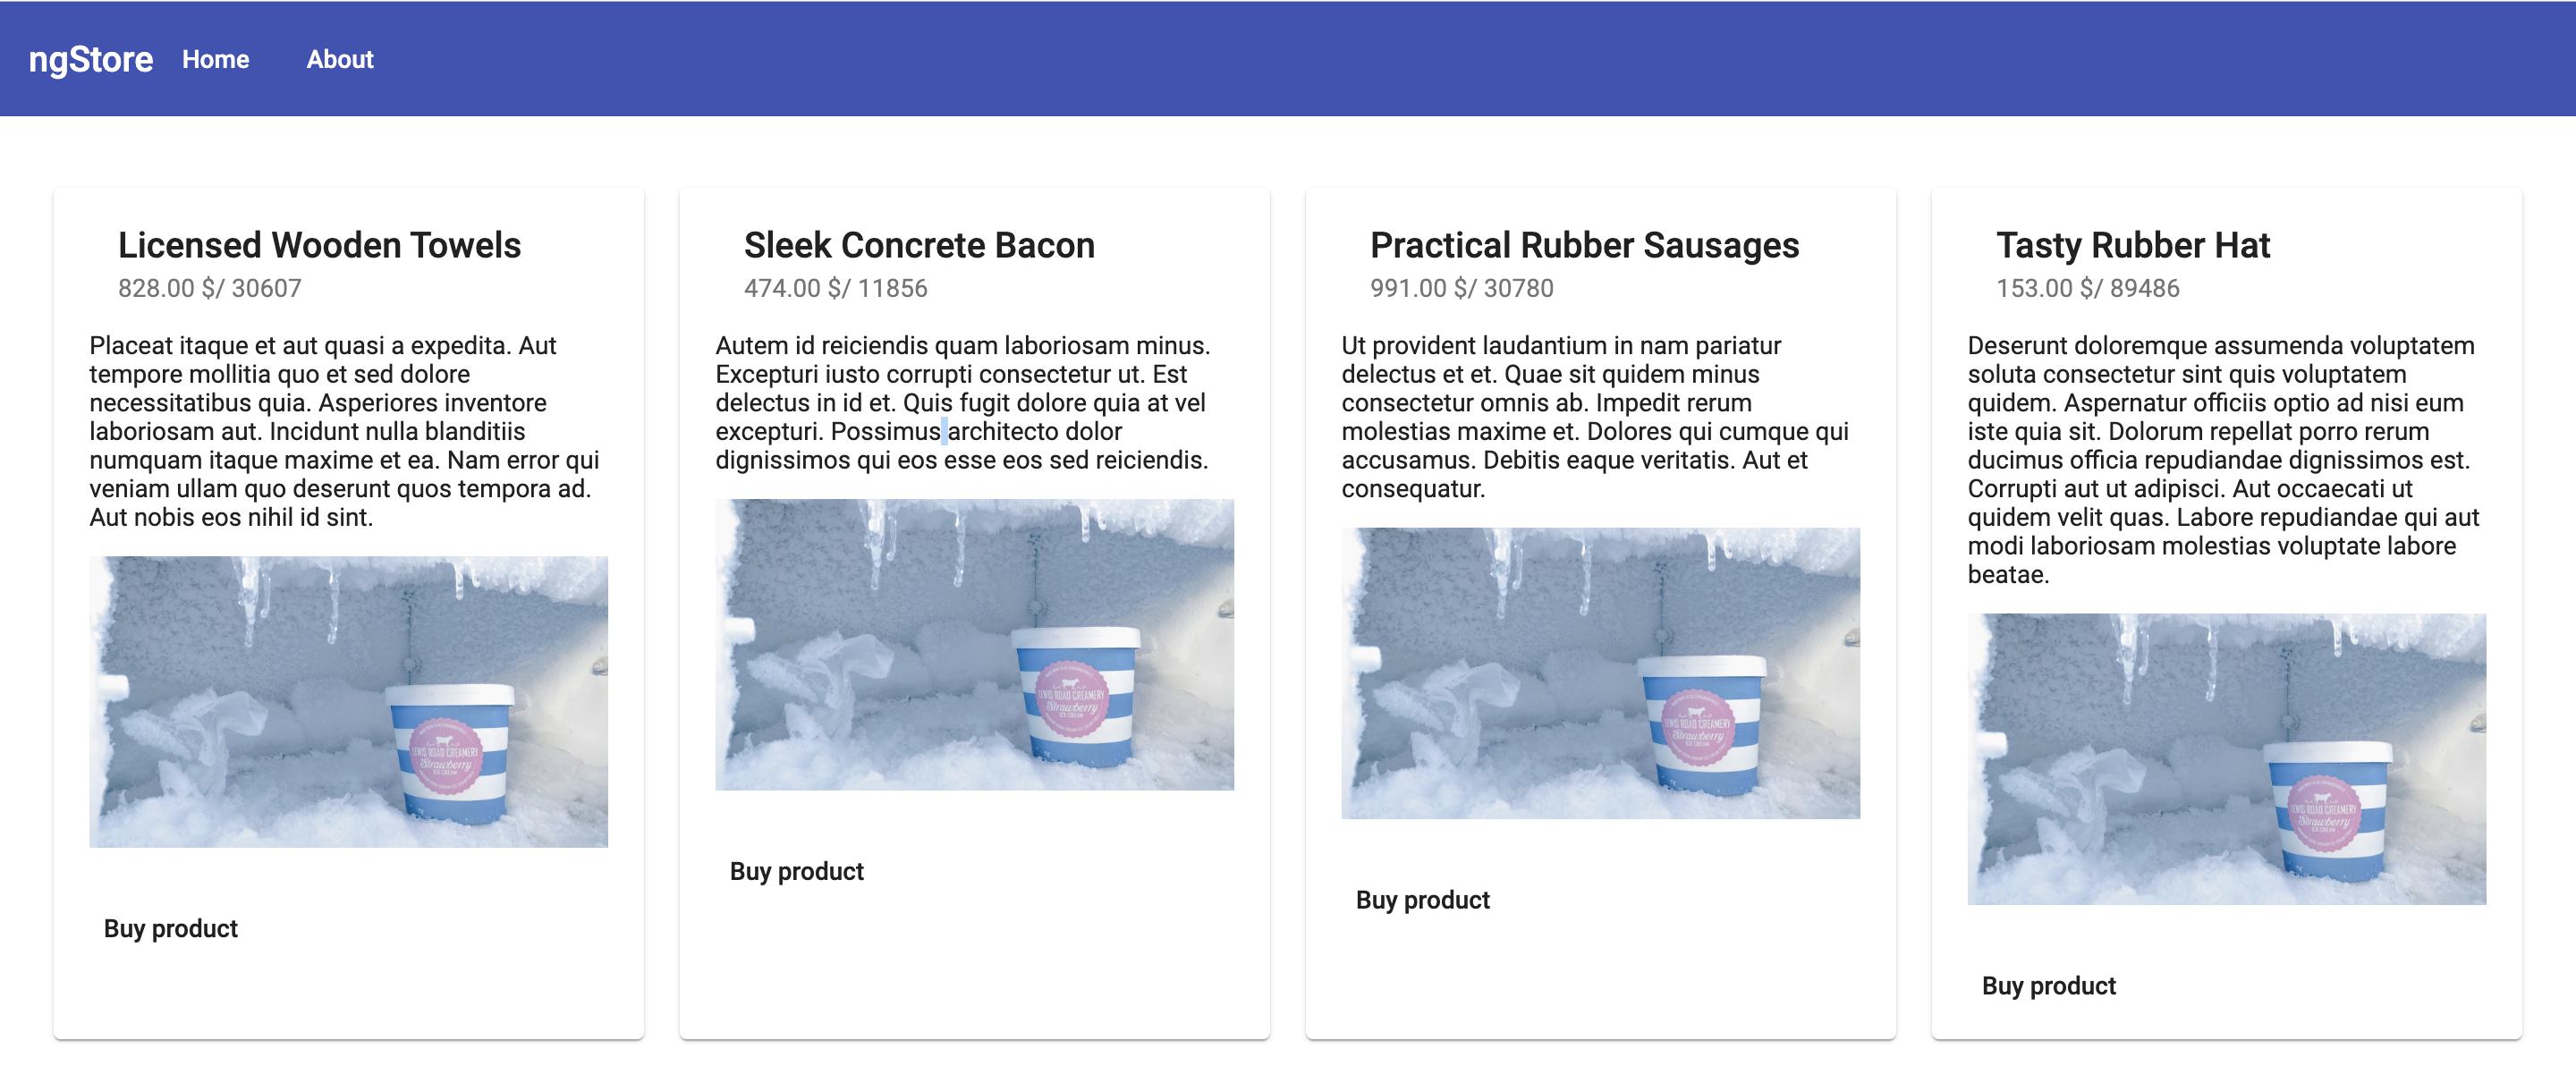 ngStore Home About
Licensed Wooden Towels
828.00 $/ 30607
Placeat itaque et aut quasi a expedita. Aut
tempore mollitia quo et sed dolore
necessitatibus quia. Asperiores inventore
laboriosam aut. Incidunt nulla blanditiis
numquam itaque maxime et ea. Nam error qui
veniam ullam quo deserunt quos tempora ad.
Aut nobis eos nihil id sint.
LEWIS ROAD CREAMERY
Strawberry
ICE CREAM
Buy product
Sleek Concrete Bacon
474.00 $/ 11856
Autem id reiciendis quam laboriosam minus.
Excepturi iusto corrupti consectetur ut. Est
delectus in id et. Quis fugit dolore quia at vel
excepturi. Possimus architecto dolor
dignissimos qui eos esse eos sed reiciendis.
LEWIS ROAD CREAMERY
Strawberry
ICE CREAM
Buy product
Practical Rubber Sausages
991.00 $/ 30780
Ut provident laudantium in nam pariatur
delectus et et. Quae sit quidem minus
consectetur omnis ab. Impedit rerum
molestias maxime et. Dolores qui cumque qui
accusamus. Debitis eaque veritatis. Aut et
consequatur.
LEWIS ROAD CREAMERY
Strawberry
ICE CREAM
Buy product
Tasty Rubber Hat
153.00 $/ 89486
Deserunt doloremque assumenda voluptatem
soluta consectetur sint quis voluptatem
quidem. Aspernatur officiis optio ad nisi eum
iste quia sit. Dolorum repellat porro rerum
ducimus officia repudiandae dignissimos est.
Corrupti aut ut adipisci. Aut occaecati ut
quidem velit quas. Labore repudiandae qui aut
modi laboriosam molestias voluptate labore
beatae.
LEWIS ROAD CREAMERY
Strawberry
ICE CREAM
Buy product